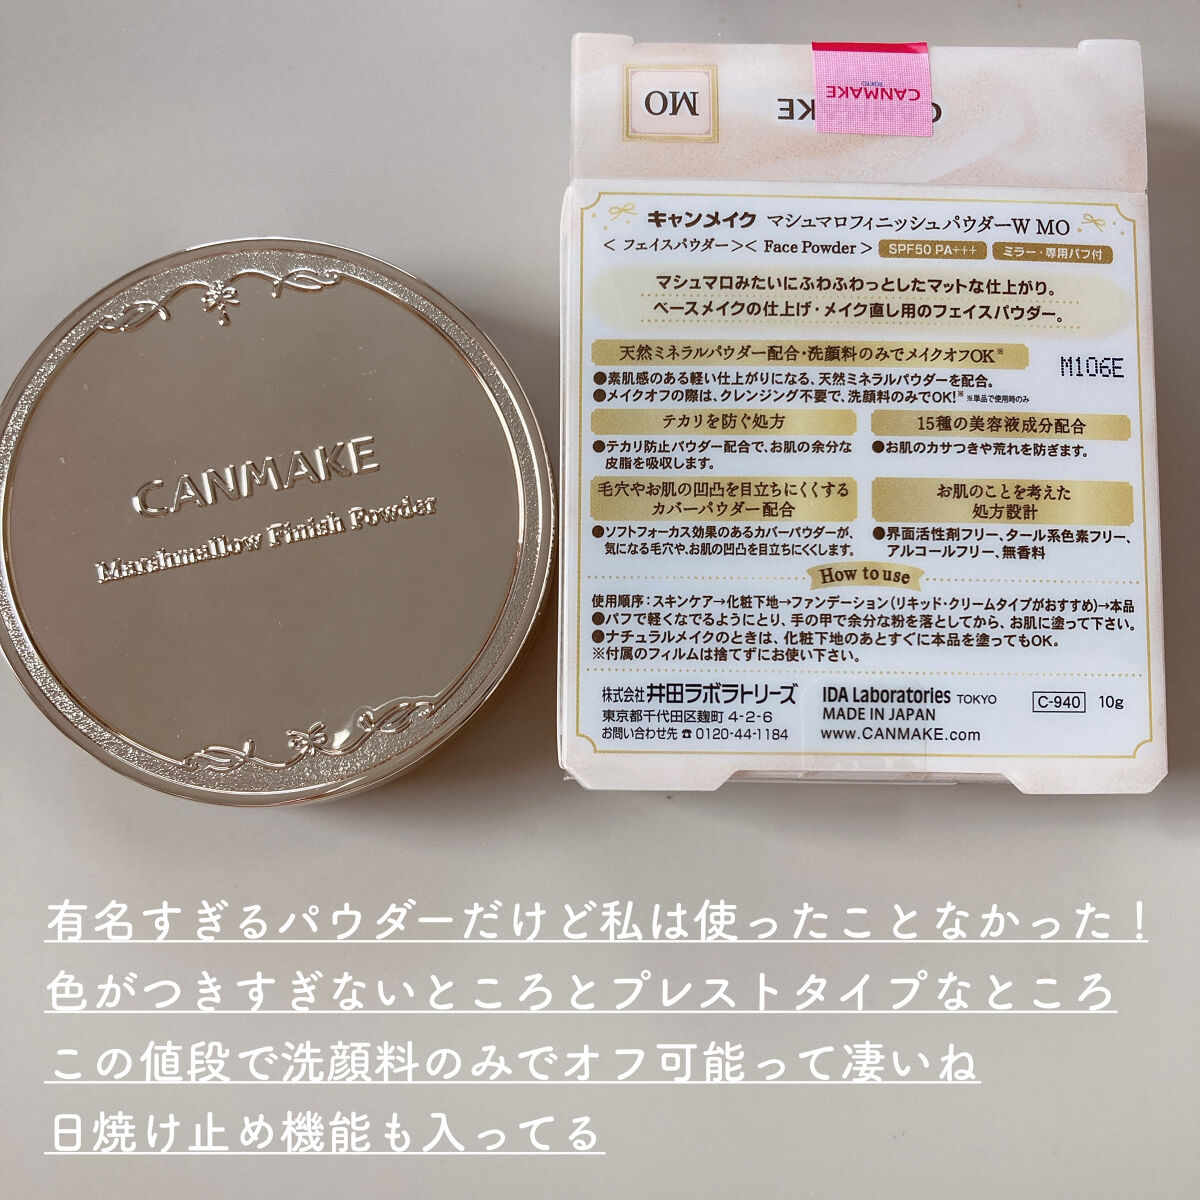 CANMAKE
Marshmallow Finish Powder
MO
CANMAKE
TOKYO
キャンメイク マシュマロフィニッシュパウダーW MO
＜ フェイスパウダー ＞＜ Face Powder ＞ SPF50 PA+++ ミラー・専用パフ付
マシュマロみたいにふわふわっとしたマットな仕上がり。
ベースメイクの仕上げ・メイク直し用のフェイスパウダー。
天然ミネラルパウダー配合・洗顔料のみでメイクオフOK※
M106E
●素肌感のある軽い仕上がりになる、天然ミネラルパウダーを配合。
●メイクオフの際は、クレンジング不要で、洗顔料のみでOK!※ ※単品で使用時のみ
テカリを防ぐ処方
●テカリ防止パウダー配合で、お肌の余分な
皮脂を吸収します。
15種の美容液成分配合
●お肌のカサつきや荒れを防ぎます。
毛穴やお肌の凹凸を目立ちにくくする
カバーパウダー配合
●ソフトフォーカス効果のあるカバーパウダーが、
気になる毛穴や、お肌の凹凸を目立ちにくくします。
お肌のことを考えた
処方設計
●界面活性剤フリー、タール系色素フリー、
アルコールフリー、無香料
How to use
使用順序：スキンケア→化粧下地→ファンデーション（リキッド・クリームタイプがおすすめ）→本品
●パフで軽くなでるようにとり、手の甲で余分な粉を落としてから、お肌に塗って下さい。
●ナチュラルメイクのときは、化粧下地のあとすぐに本品を塗ってもOK。
※付属のフィルムは捨てずにお使い下さい。
株式会社 井田ラボラトリーズ
東京都千代田区麹町 4-2-6
お問い合わせ先 ☎ 0120-44-1184
IDA Laboratories TOKYO
MADE IN JAPAN
www.CANMAKE.com
C-940 10g
有名すぎるパウダーだけど私は使ったことなかった！
色がつきすぎないところとプレストタイプなところ
この値段で洗顔料のみでオフ可能って凄いね
日焼け止め機能も入ってる